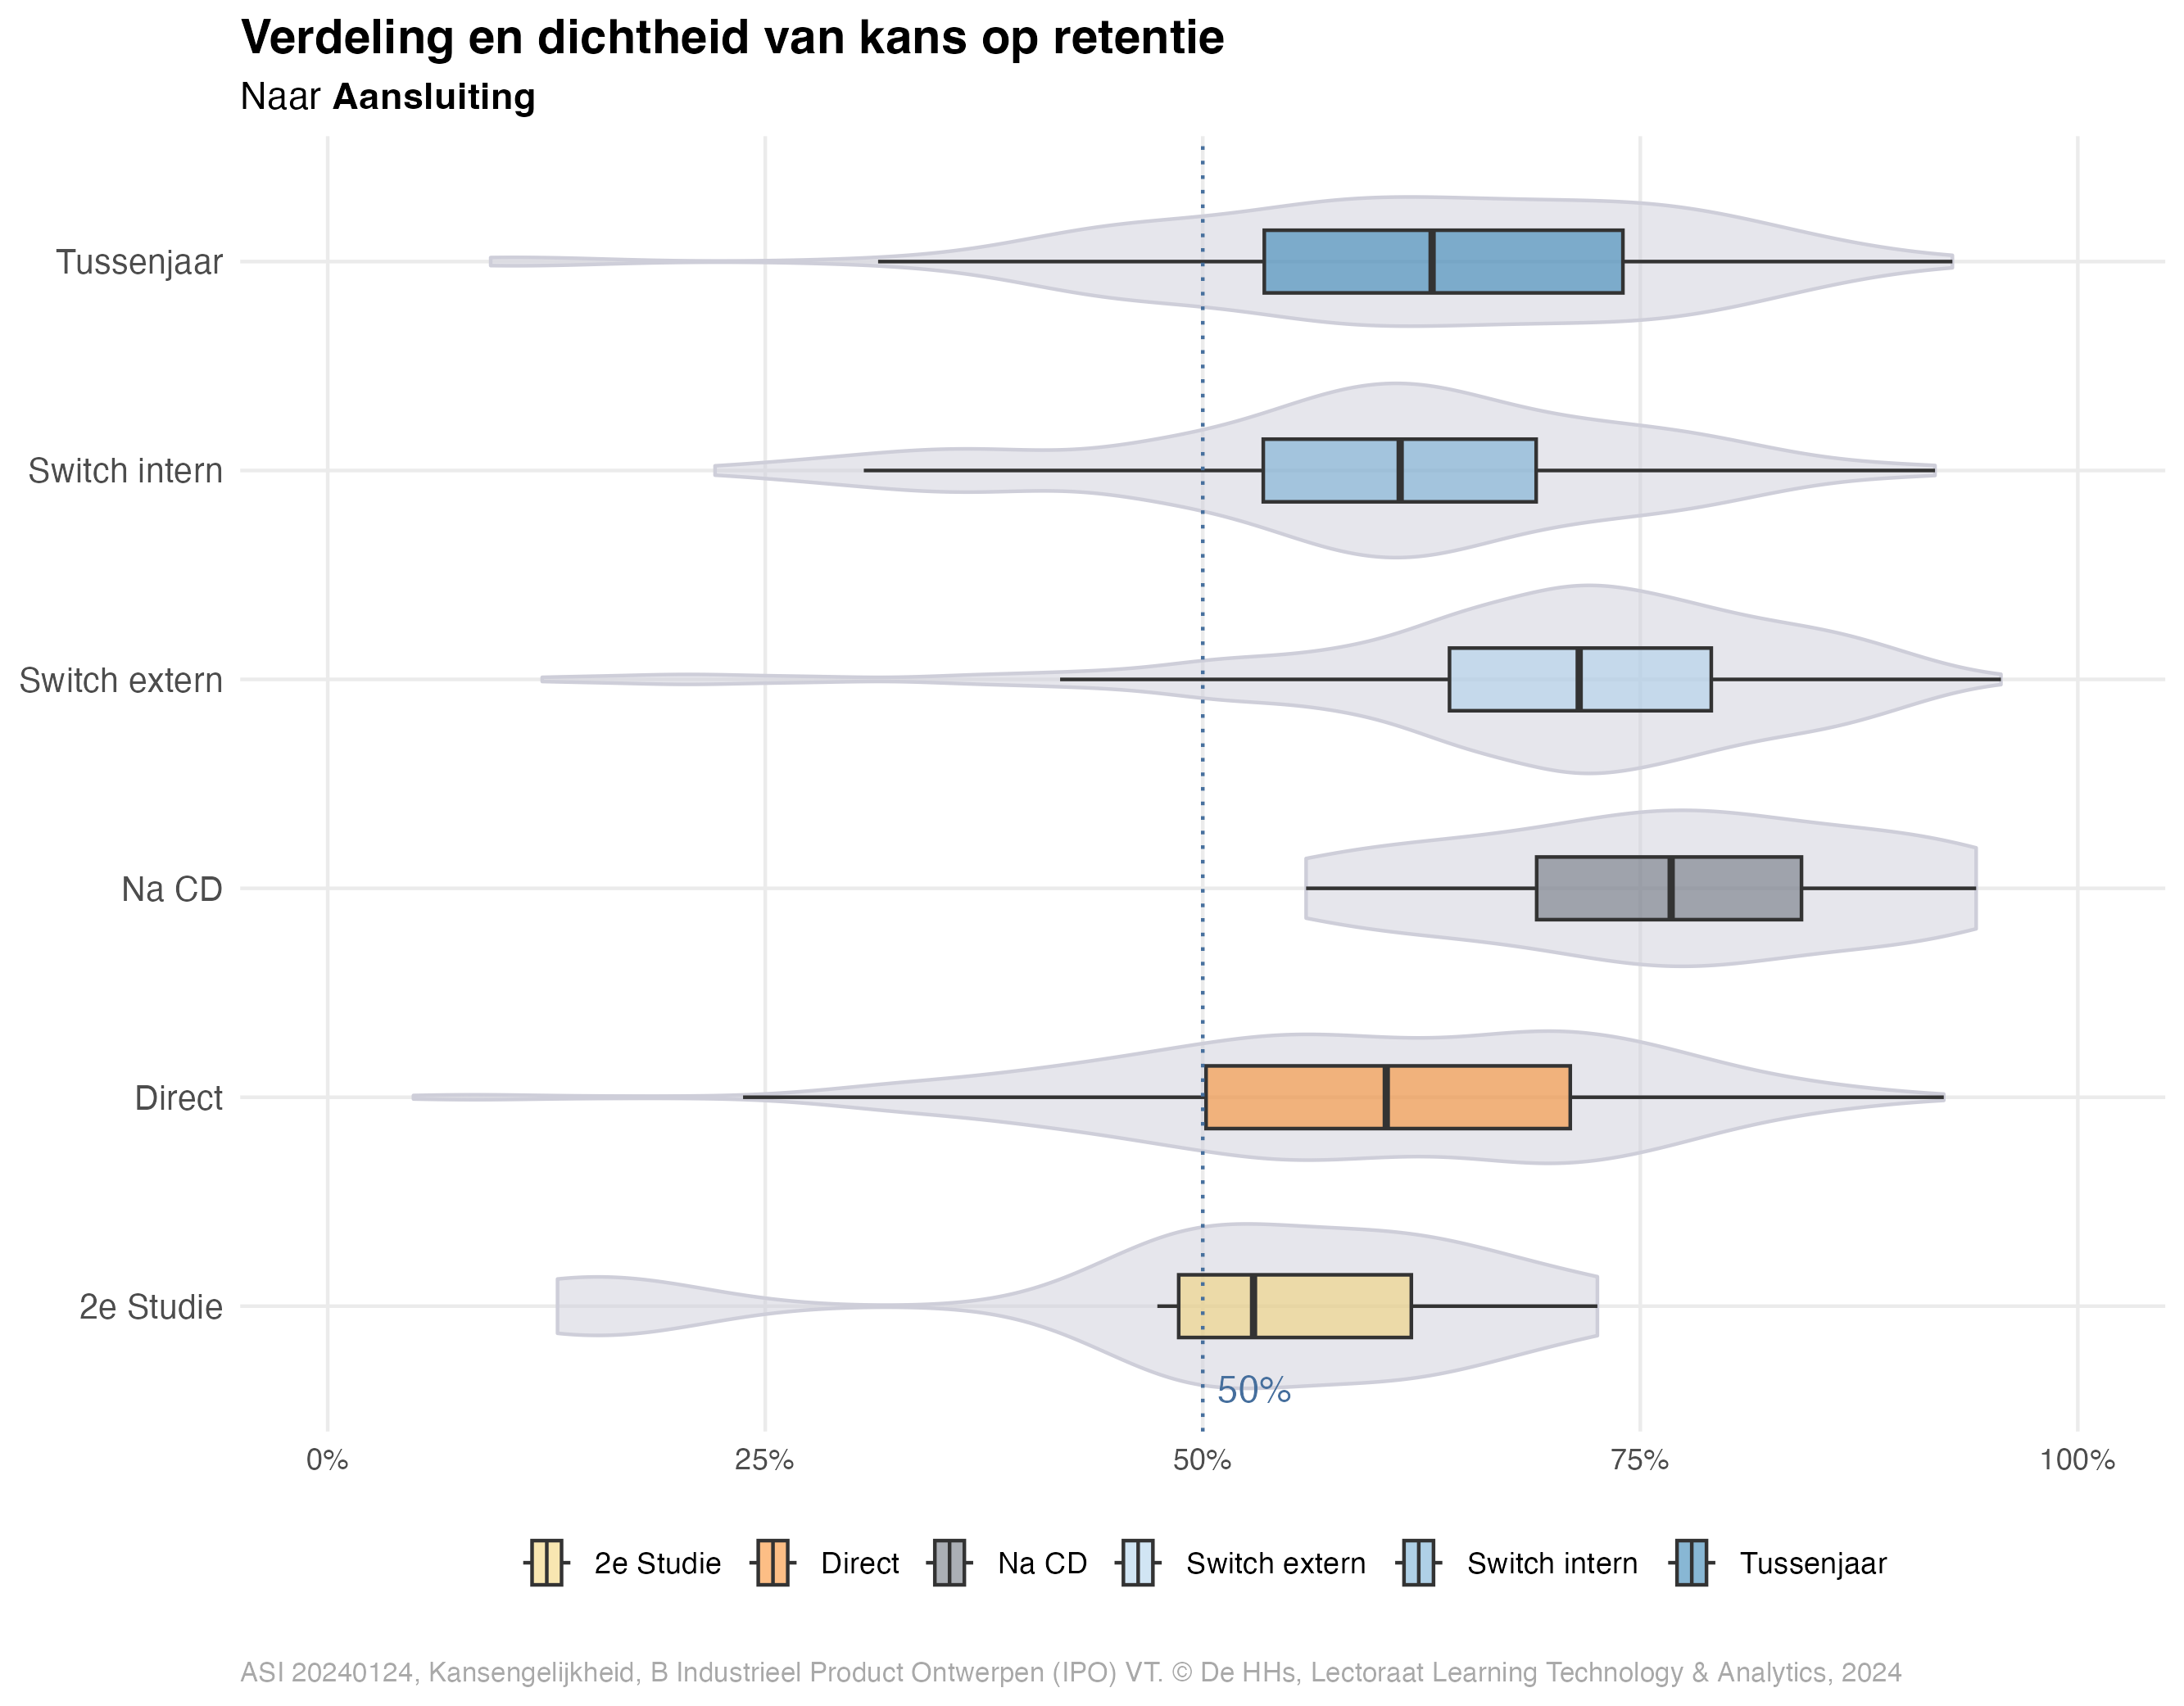 Verdeling en dichtheid van kans op retentie
Naar Aansluiting
Tussenjaar
Switch intern
Switch extern
Na CD
Direct
2e Studie
50%
0% 25% 50% 75% 100%
2e Studie Direct Na CD Switch extern Switch intern Tussenjaar
ASI 20240124, Kansengelijkheid, B Industrieel Product Ontwerpen (IPO) VT. © De HHs, Lectoraat Learning Technology & Analytics, 2024